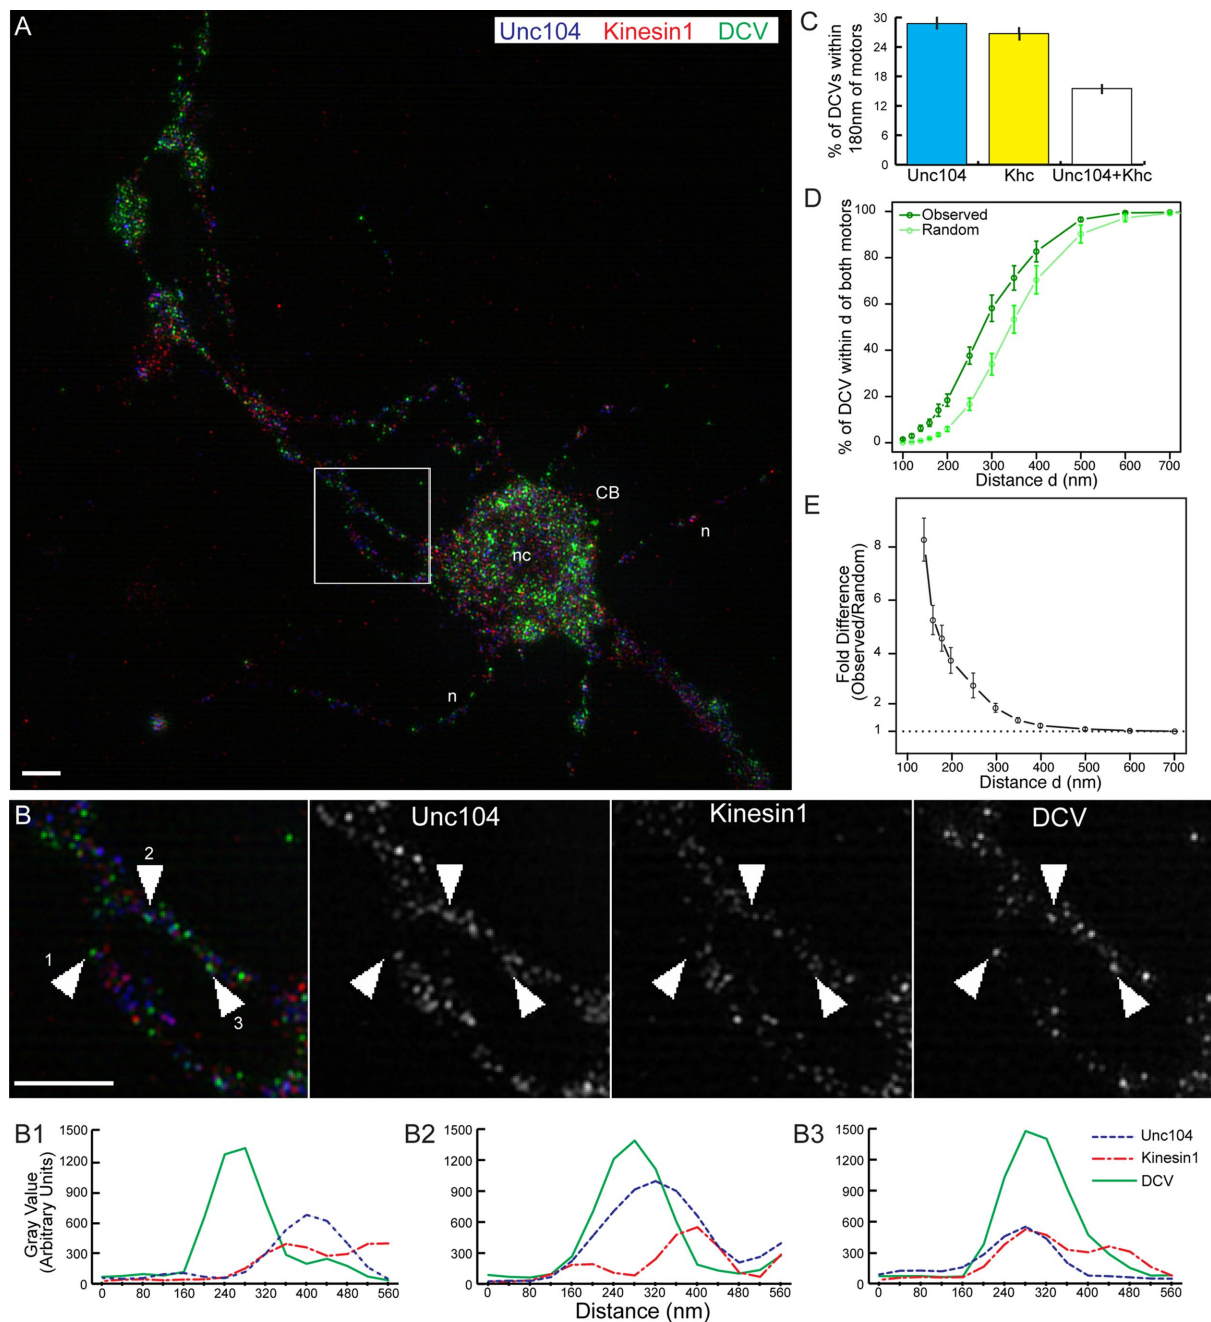 A
Unc104 Kinesin1 DCV
CB
nc
n
n
C
% of DCVs within
180nm of motors
30
24
18
12
6
0
Unc104 Khc Unc104+Khc
D
% of DCV within d of both motors
Observed
Random
100
80
60
40
20
0
100 200 300 400 500 600 700
Distance d (nm)
E
Fold Difference
(Observed/Random)
8
6
4
2
1
100 200 300 400 500 600 700
Distance d (nm)
B
Unc104
Kinesin1
DCV
2
1
3
B1
(Gray Value
(Arbitrary Units)
1500
1200
900
600
300
0
0 80 160 240 320 400 480 560
B2
1500
1200
900
600
300
0
0 80 160 240 320 400 480 560
Distance (nm)
B3
1500
1200
900
600
300
0
0 80 160 240 320 400 480 560
Unc104
Kinesin1
DCV